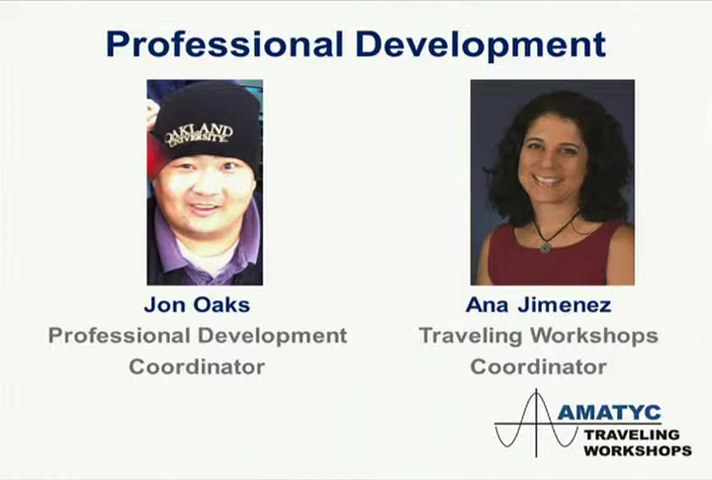 Professional Development
OAKLAND
UNIVERSITY
Jon Oaks
Professional Development
Coordinator
Ana Jimenez
Traveling Workshops
Coordinator
AMATYC
TRAVELING
WORKSHOPS